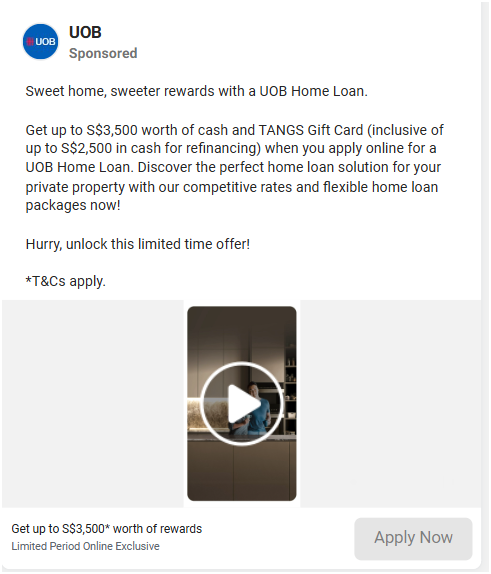 UOB
UOB
Sponsored
Sweet home, sweeter rewards with a UOB Home Loan.
Get up to S$3,500 worth of cash and TANGS Gift Card (inclusive of
up to S$2,500 in cash for refinancing) when you apply online for a
UOB Home Loan. Discover the perfect home loan solution for your
private property with our competitive rates and flexible home loan
packages now!
Hurry, unlock this limited time offer!
*T&Cs apply.
Get up to S$3,500* worth of rewards
Limited Period Online Exclusive
Apply Now